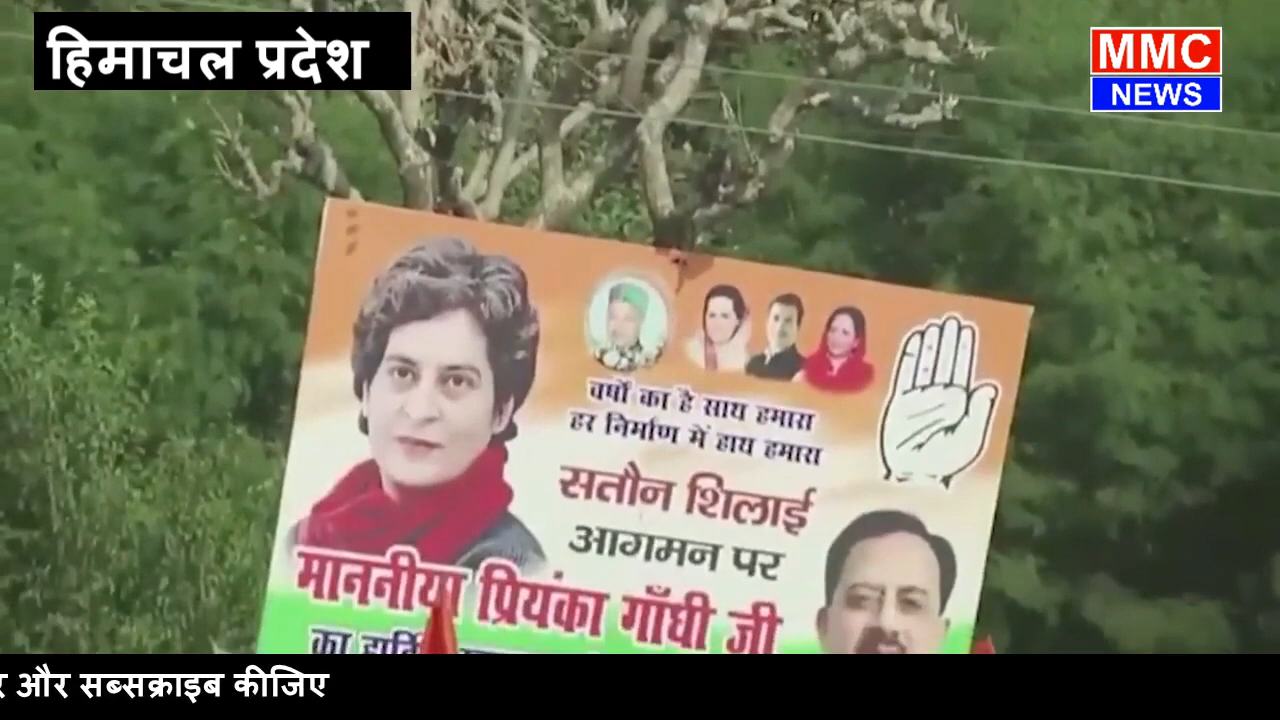 हिमाचल प्रदेश
MMC
NEWS
वर्षो का है साथ हमारा
हर निर्माण में हाथ हमारा
सतौन शिलाई
आगमन पर
माननीया प्रियंका गाँधी जी
का
और सब्सक्राइब कीजिए